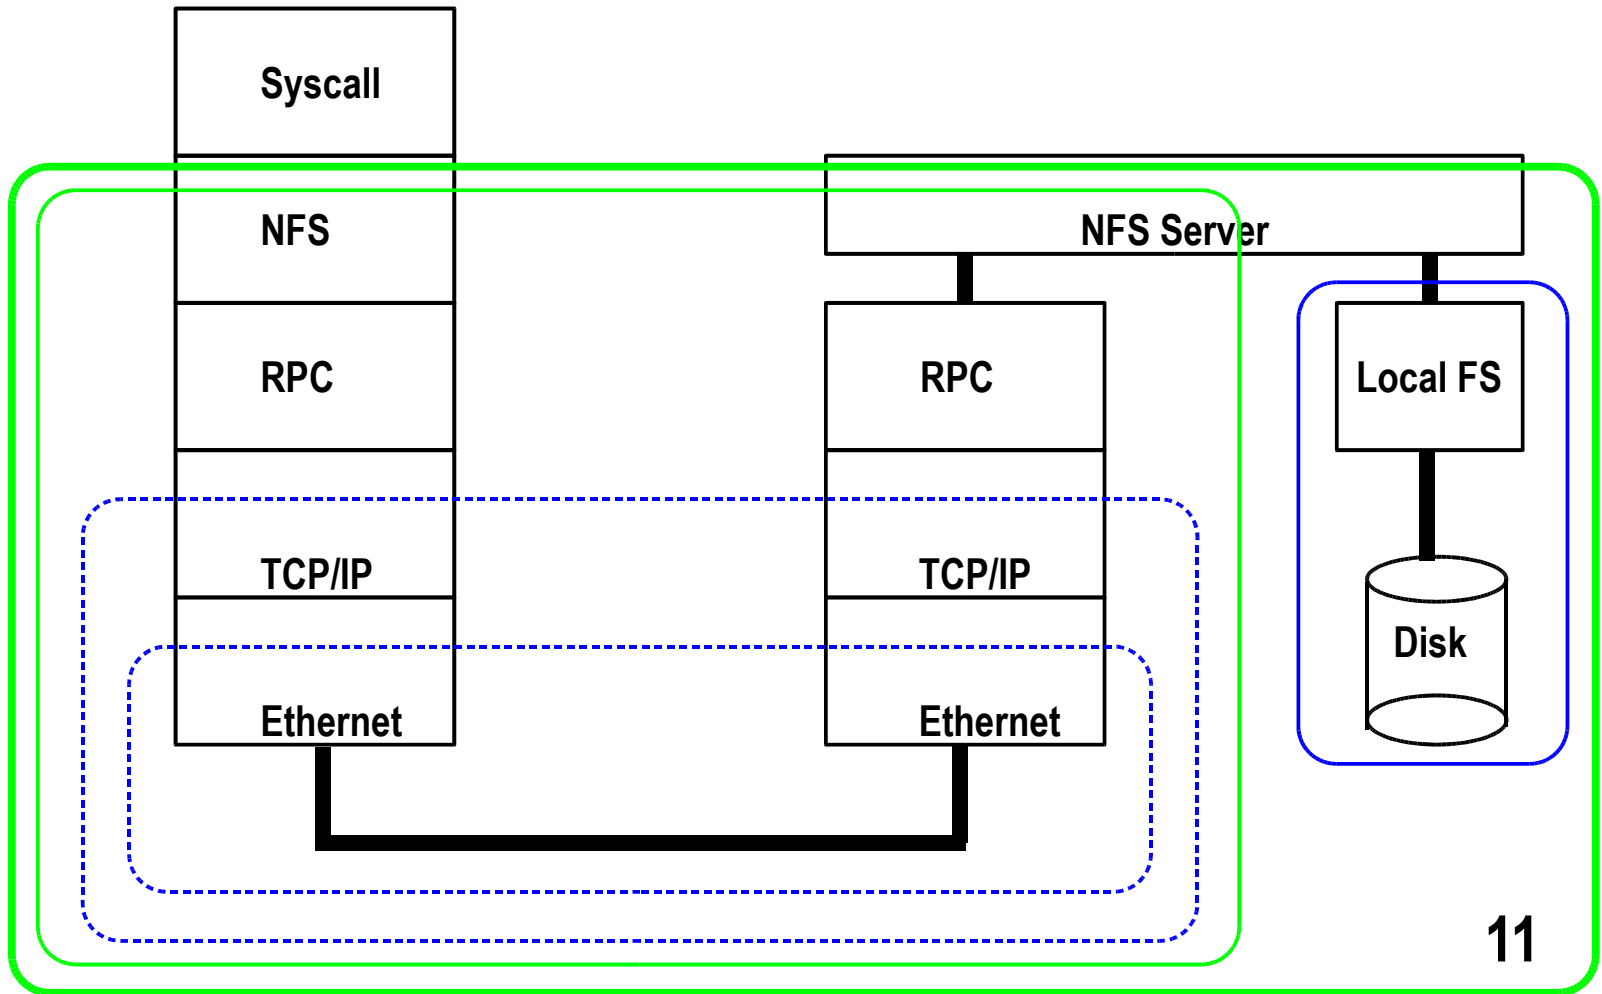 Syscall
NFS
NFS Server
RPC
RPC
Local FS
TCP/IP
TCP/IP
Disk
Ethernet
Ethernet
11